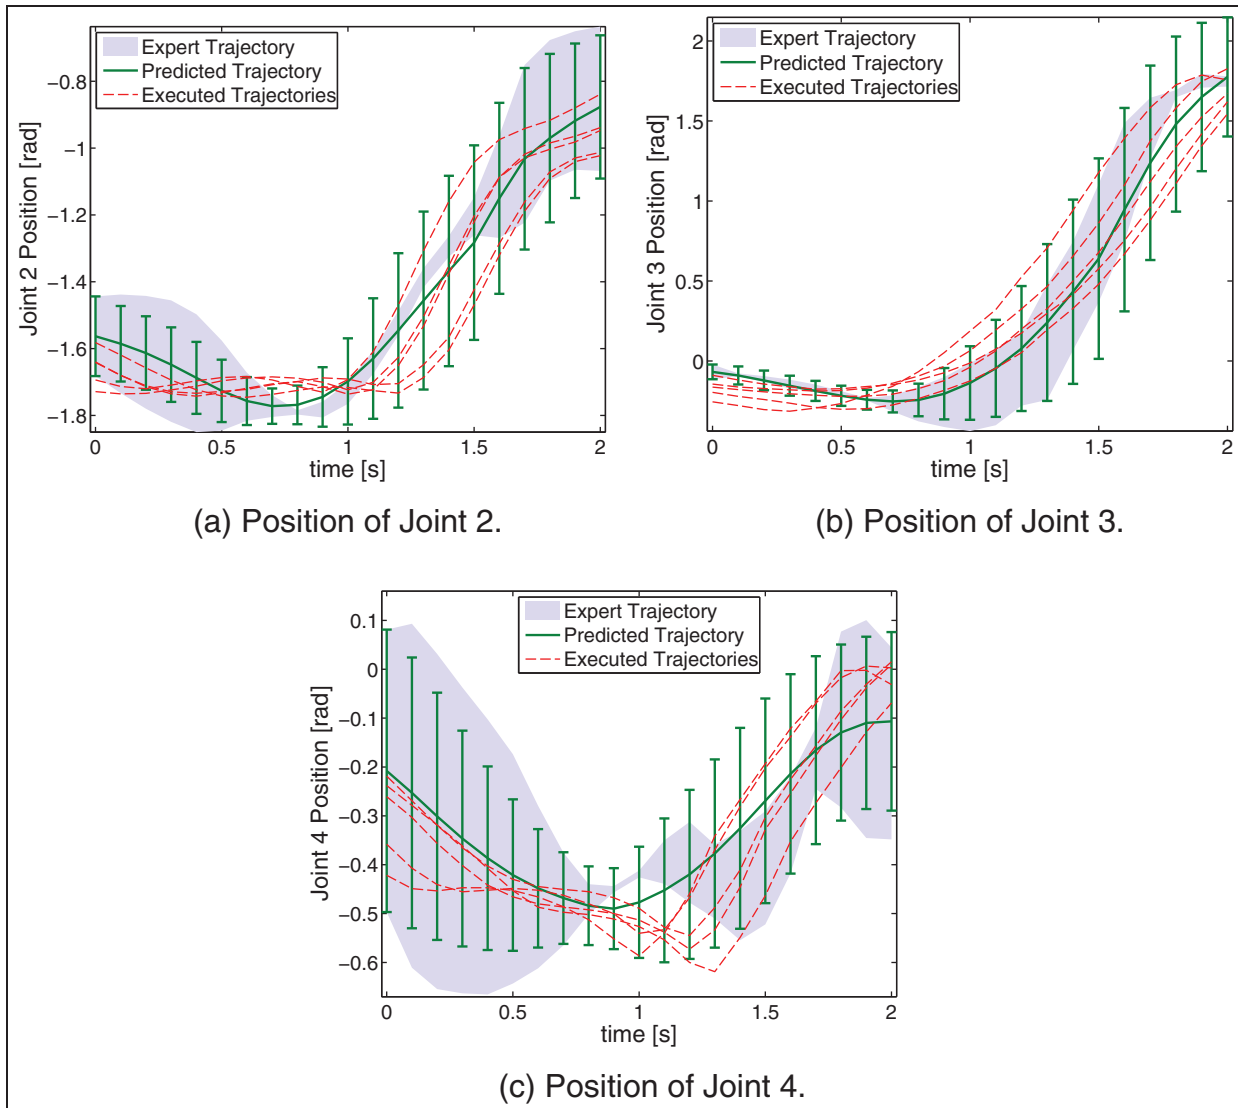 Expert Trajectory
Predicted Trajectory
Executed Trajectories
Joint 2 Position [rad]
−0.8
−1
−1.2
−1.4
−1.6
−1.8
0
0.5
1
1.5
2
time [s]
(a) Position of Joint 2.
Expert Trajectory
Predicted Trajectory
Executed Trajectories
Joint 3 Position [rad]
2
1.5
1
0.5
0
0
0.5
1
1.5
2
time [s]
(b) Position of Joint 3.
Expert Trajectory
Predicted Trajectory
Executed Trajectories
Joint 4 Position [rad]
0.1
0
−0.1
−0.2
−0.3
−0.4
−0.5
−0.6
0
0.5
1
1.5
2
time [s]
(c) Position of Joint 4.